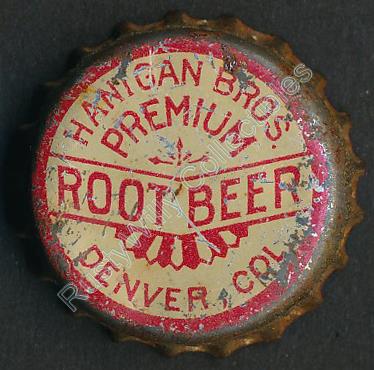 HANIGAN BROS.
PREMIUM
ROOT BEER
DENVER, COL.